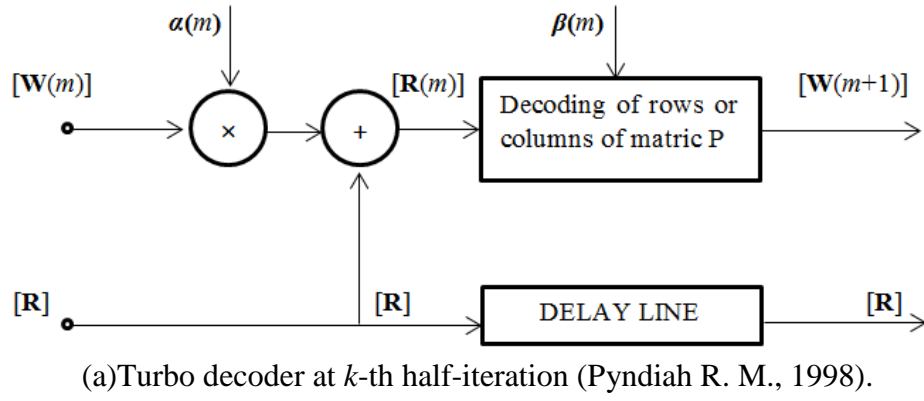 α(m)
β(m)
[W(m)]
[R(m)]
[W(m+1)]
×
+
Decoding of rows or
columns of matric P
[R]
[R]
[R]
DELAY LINE
(a)Turbo decoder at k-th half-iteration (Pyndiah R. M., 1998).